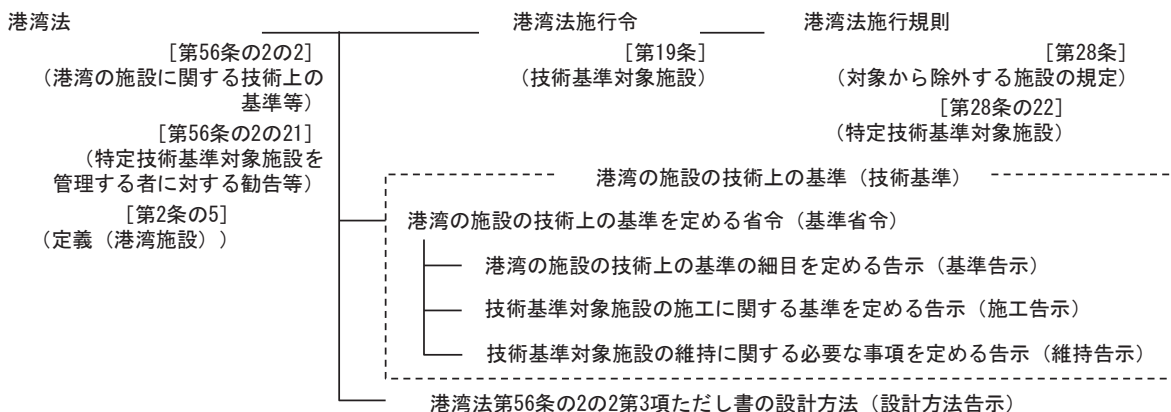 港湾法　港湾法施行令　港湾法施行規則
[第56条の2の2]　[第19条]　[第28条]
（港湾の施設に関する技術上の　（技術基準対象施設）　（対象から除外する施設の規定）
基準等）　[第28条の22]
[第56条の2の21]　（特定技術基準対象施設）
（特定技術基準対象施設を
管理する者に対する勧告等）　港湾の施設の技術上の基準（技術基準）
[第2条の5]
（定義（港湾施設））　港湾の施設の技術上の基準を定める省令（基準省令）
港湾の施設の技術上の基準の細目を定める告示（基準告示）
技術基準対象施設の施工に関する基準を定める告示（施工告示）
技術基準対象施設の維持に関する必要な事項を定める告示（維持告示）
港湾法第56条の2の2第3項ただし書の設計方法（設計方法告示）